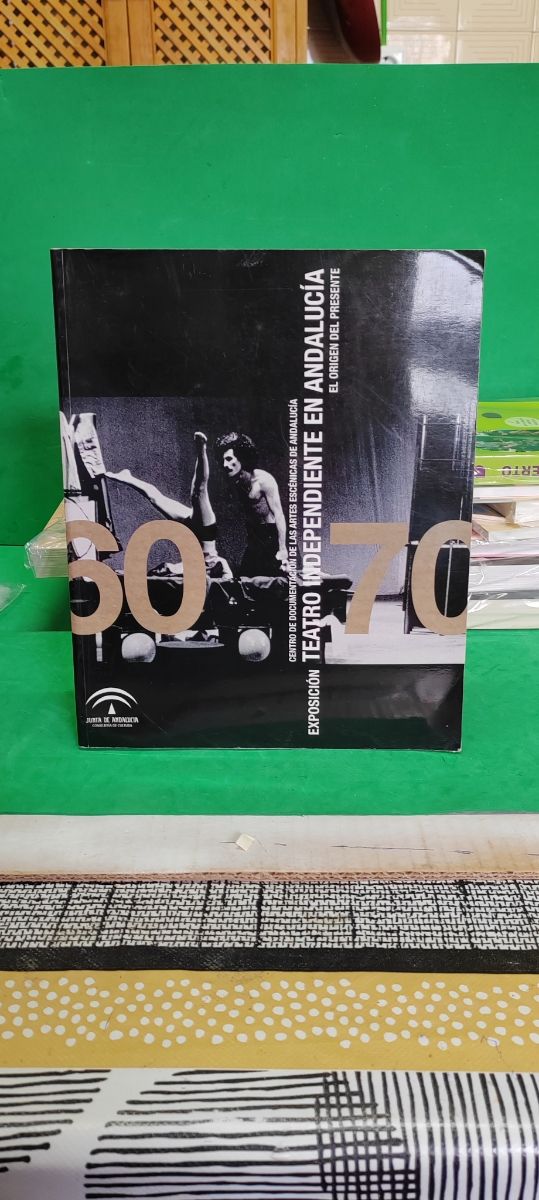 CENTRO DE DOCUMENTACIÓN DE LAS ARTES ESCÉNICAS DE ANDALUCÍA
EXPOSICIÓN TEATRO INDEPENDIENTE EN ANDALUCÍA
EL ORIGEN DEL PRESENTE
60 70
JUNTA DE ANDALUCIA
CONSEJERÍA DE CULTURA